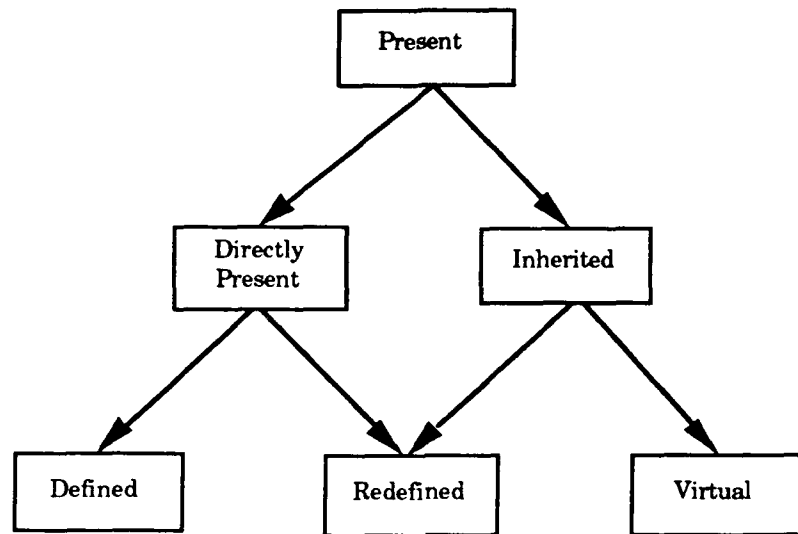 Present
Directly
Present
Inherited
Defined
Redefined
Virtual